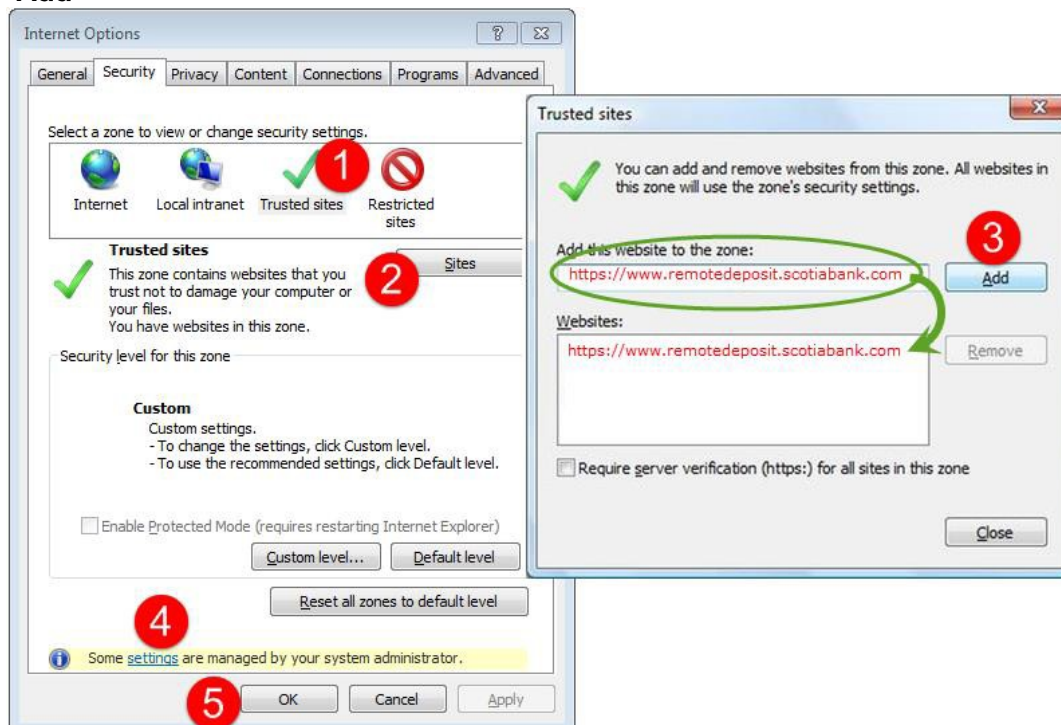 Add
Internet Options
General Security Privacy Content Connections Programs Advanced
Select a zone to view or change security settings.
1
Internet Local intranet Trusted sites Restricted
sites
Trusted sites
This zone contains websites that you
trust not to damage your computer or
your files.
You have websites in this zone.
2
Sites
Security level for this zone
Custom
Custom settings.
- To change the settings, click Custom level.
- To use the recommended settings, click Default level.
Enable Protected Mode (requires restarting Internet Explorer)
Custom level... Default level
Reset all zones to default level
4
Some settings are managed by your system administrator.
5
OK Cancel Apply
Trusted sites
You can add and remove websites from this zone. All websites in
this zone will use the zone's security settings.
3
Add this website to the zone:
https://www.remotedeposit.scotiabank.com
Add
Websites:
https://www.remotedeposit.scotiabank.com
Remove
Require server verification (https:) for all sites in this zone
Close